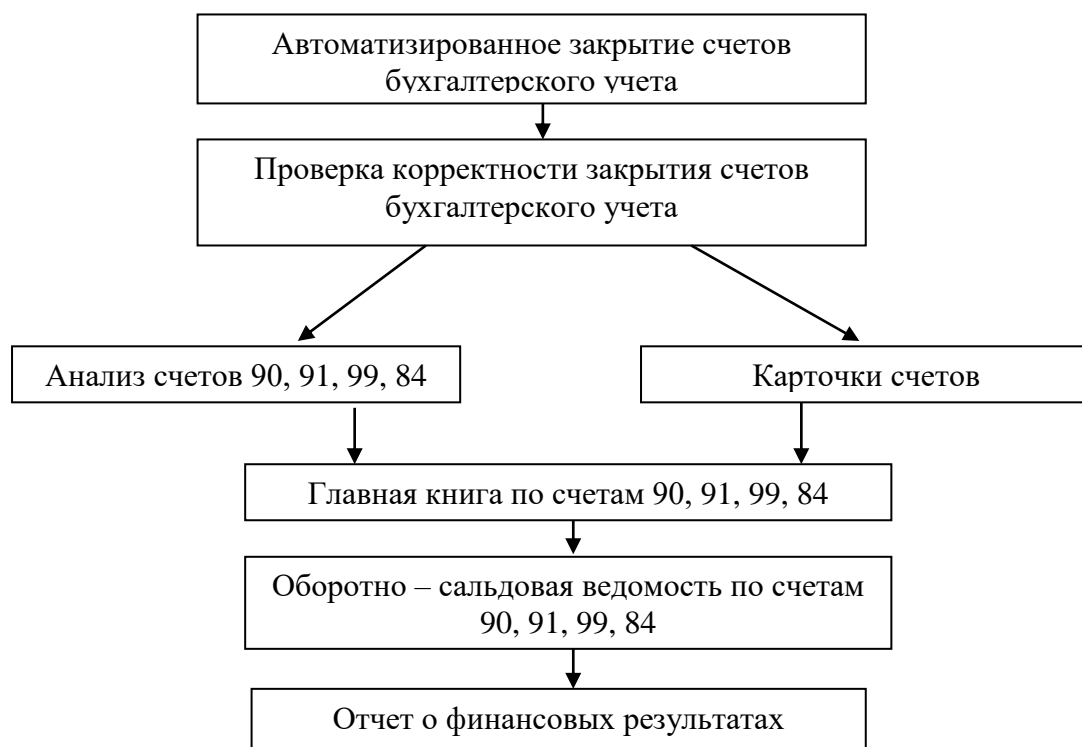 Автоматизированное закрытие счетов
бухгалтерского учета
Проверка корректности закрытия счетов
бухгалтерского учета
Анализ счетов 90, 91, 99, 84
Карточки счетов
Главная книга по счетам 90, 91, 99, 84
Оборотно – сальдовая ведомость по счетам
90, 91, 99, 84
Отчет о финансовых результатах